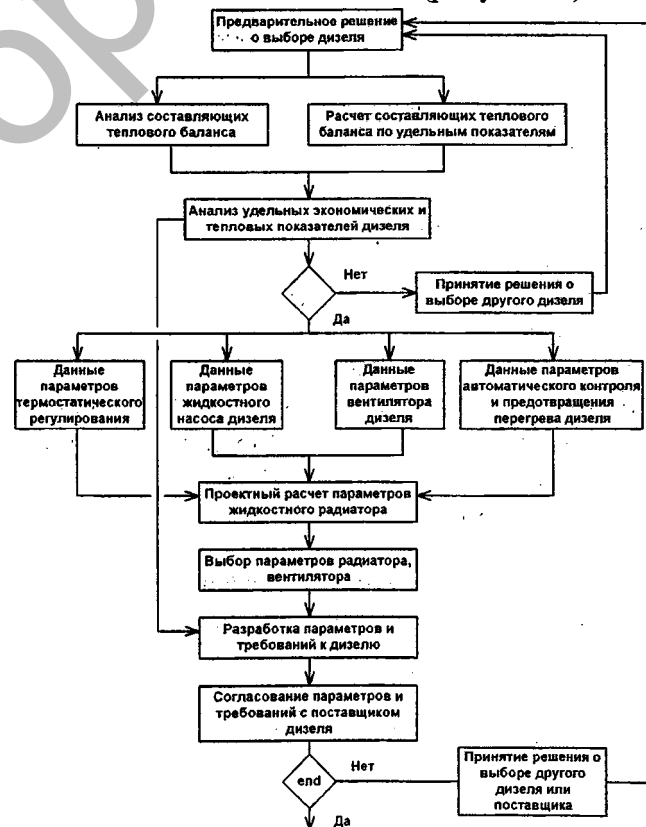 Предварительное решение
о выборе дизеля
Анализ составляющих
теплового баланса
Расчет составляющих теплового
баланса по удельным показателям
Анализ удельных экономических и
тепловых показателей дизеля
Нет
Принятие решения о
выборе другого дизеля
Да
Данные
параметров
термостатического
регулирования
Данные
параметров
жидкостного
насоса дизеля
Данные
параметров
вентилятора
дизеля
Данные параметров
автоматического контроля
и предотвращения
перегрева дизеля
Проектный расчет параметров
жидкостного радиатора
Выбор параметров радиатора,
вентилятора
Разработка параметров и
требований к дизелю
Согласование параметров и
требований с поставщиком
дизеля
end
Нет
Принятие решения о
выборе другого
дизеля или
поставщика
Да